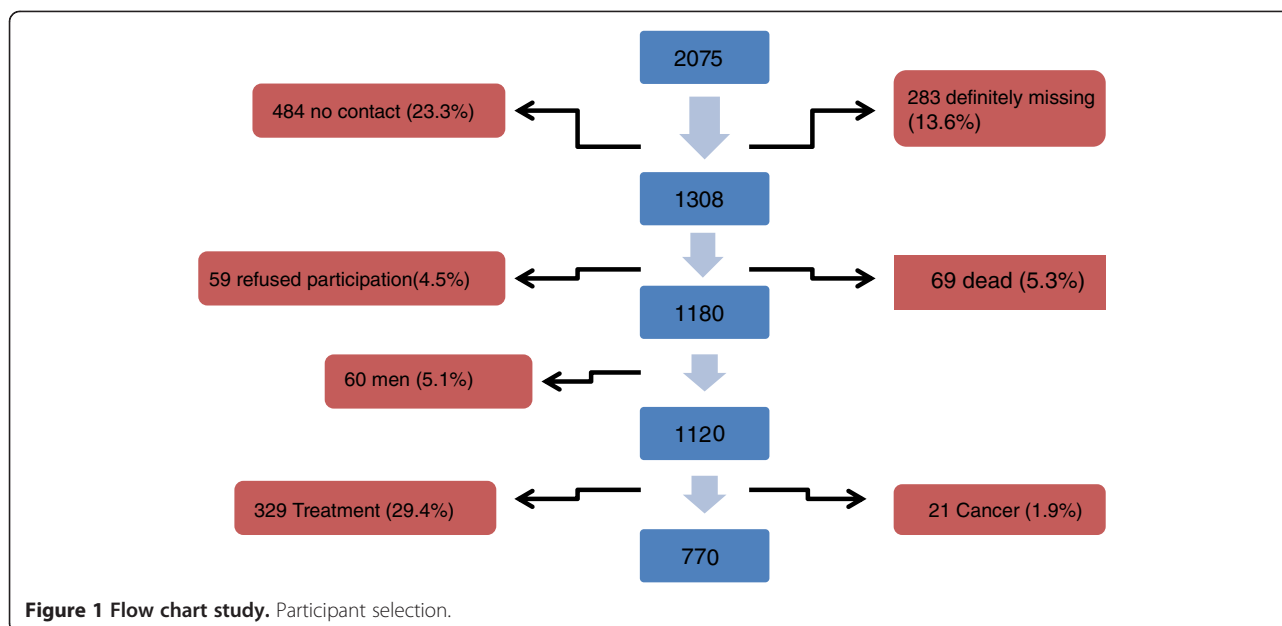 2075
484 no contact (23.3%)
283 definitely missing
(13.6%)
1308
59 refused participation(4.5%)
69 dead (5.3%)
1180
60 men (5.1%)
1120
329 Treatment (29.4%)
21 Cancer (1.9%)
770
Figure 1 Flow chart study. Participant selection.